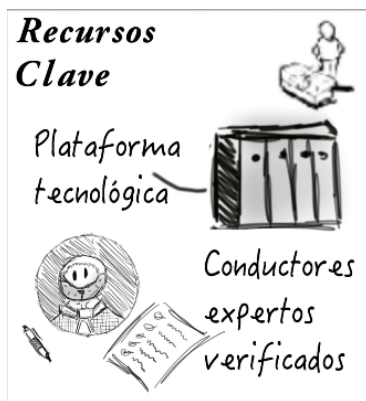 Recursos
Clave
Plataforma
tecnológica
Conductores
expertos
verificados